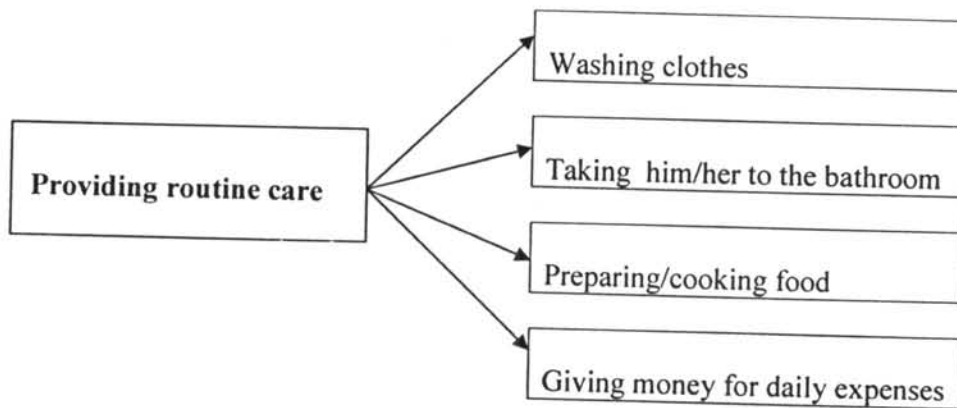 Washing clothes
Providing routine care
Taking him/her to the bathroom
Preparing/cooking food
Giving money for daily expenses